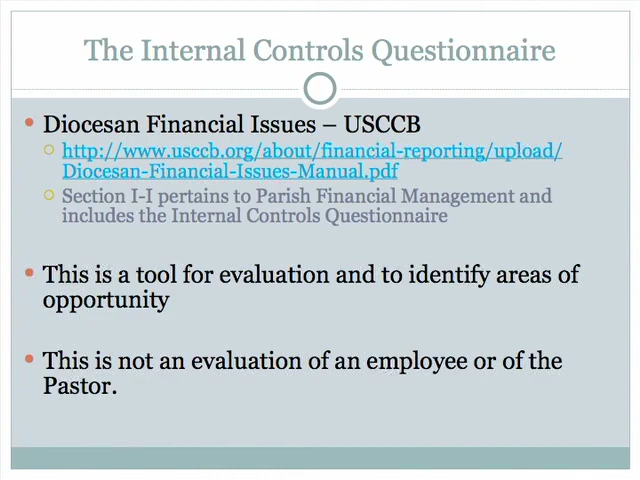 The Internal Controls Questionnaire
Diocesan Financial Issues – USCCB
http://www.usccb.org/about/financial-reporting/upload/
Diocesan-Financial-Issues-Manual.pdf
Section I-I pertains to Parish Financial Management and
includes the Internal Controls Questionnaire
This is a tool for evaluation and to identify areas of
opportunity
This is not an evaluation of an employee or of the
Pastor.